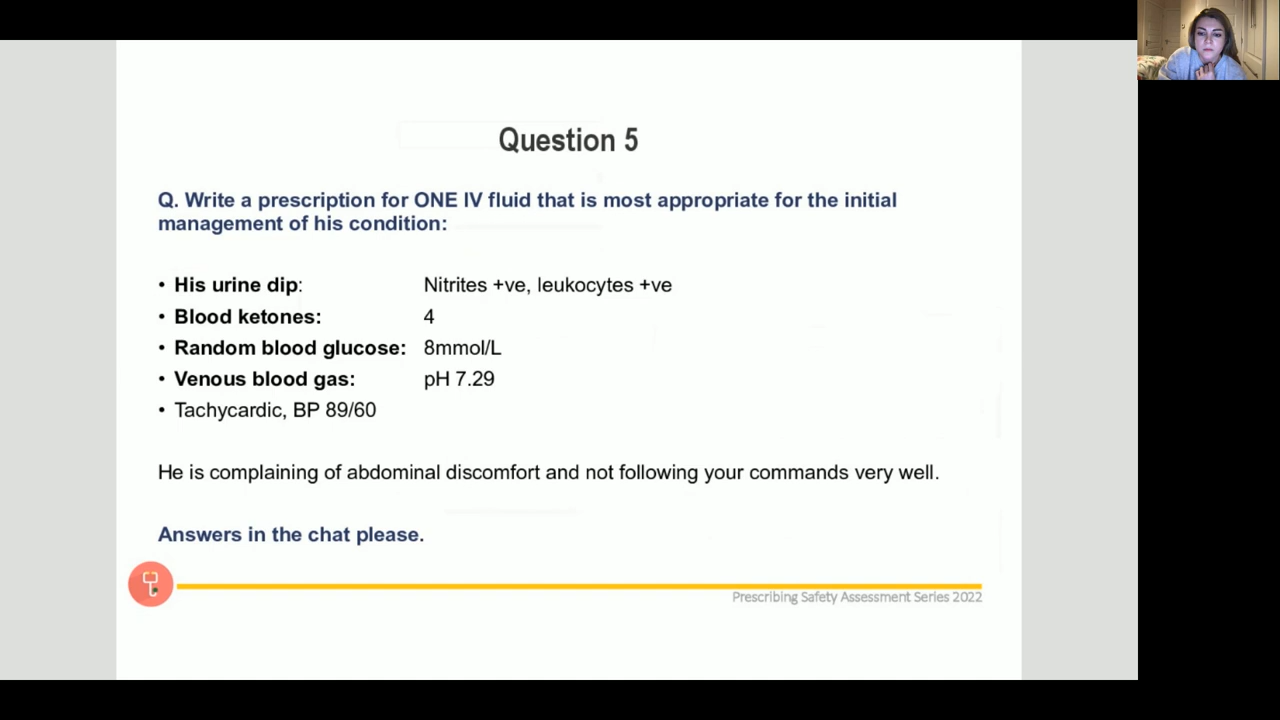 Question 5
Q. Write a prescription for ONE IV fluid that is most appropriate for the initial
management of his condition:
• His urine dip: Nitrites +ve, leukocytes +ve
• Blood ketones: 4
• Random blood glucose: 8mmol/L
• Venous blood gas: pH 7.29
• Tachycardic, BP 89/60
He is complaining of abdominal discomfort and not following your commands very well.
Answers in the chat please.
Prescribing Safety Assessment Series 2022